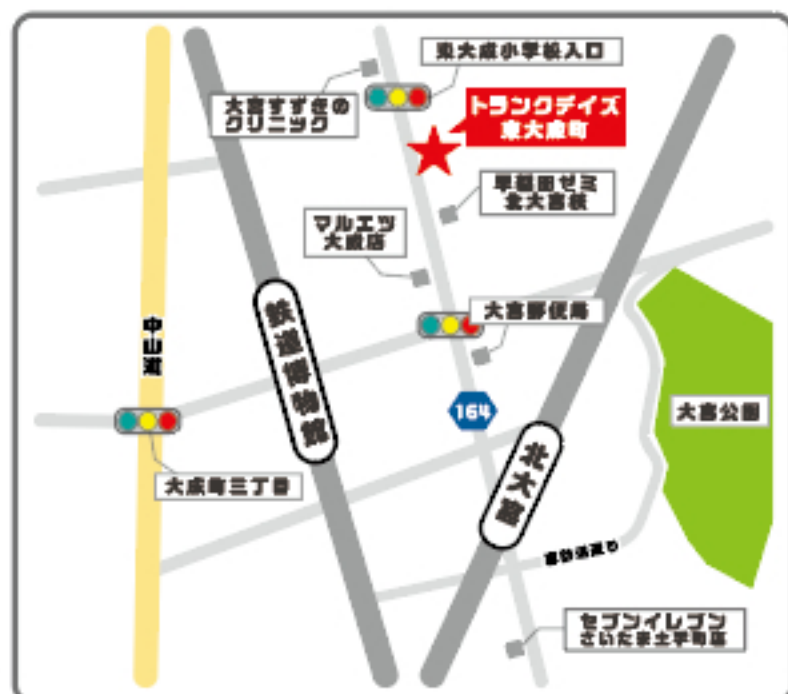 東大成小学校入口
大宮すずきの
クリニック
トランクデイズ
東大成町
早稲田ゼミ
北大宮校
マルエツ
大成店
大宮郵便局
中山道
鉄道博物館
164
大宮公園
大成町三丁目
北大宮
セブンイレブン
さいたま土手町店